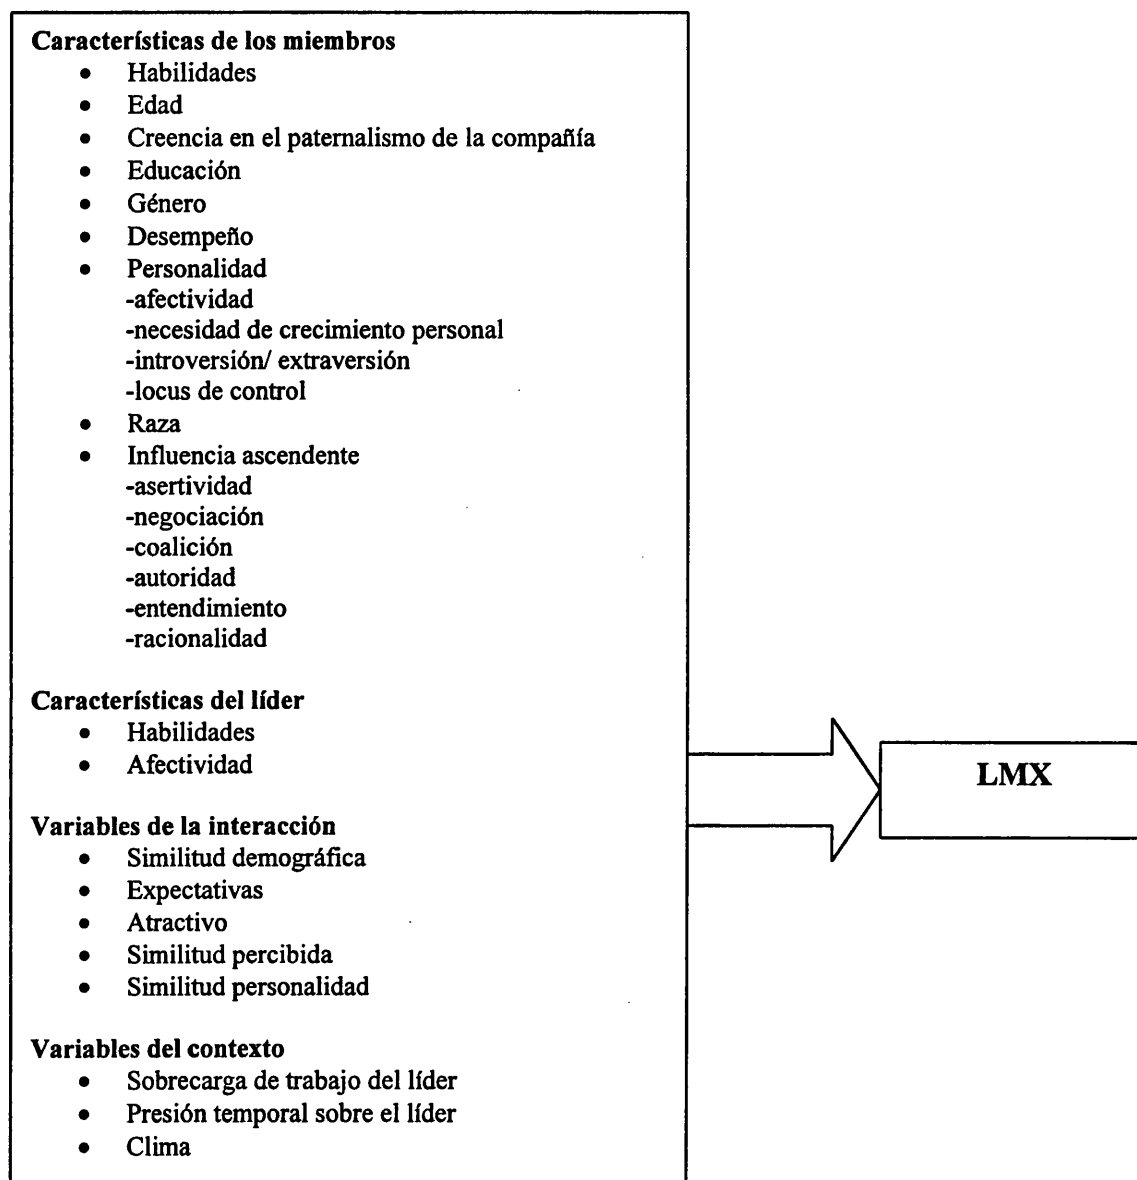 Características de los miembros
• Habilidades
• Edad
• Creencia en el paternalismo de la compañía
• Educación
• Género
• Desempeño
• Personalidad
-afectividad
-necesidad de crecimiento personal
-introversión/ extraversión
-locus de control
• Raza
• Influencia ascendente
-asertividad
-negociación
-coalición
-autoridad
-entendimiento
-racionalidad
Características del líder
• Habilidades
• Afectividad
LMX
Variables de la interacción
• Similitud demográfica
• Expectativas
• Atractivo
• Similitud percibida
• Similitud personalidad
Variables del contexto
• Sobrecarga de trabajo del líder
• Presión temporal sobre el líder
• Clima